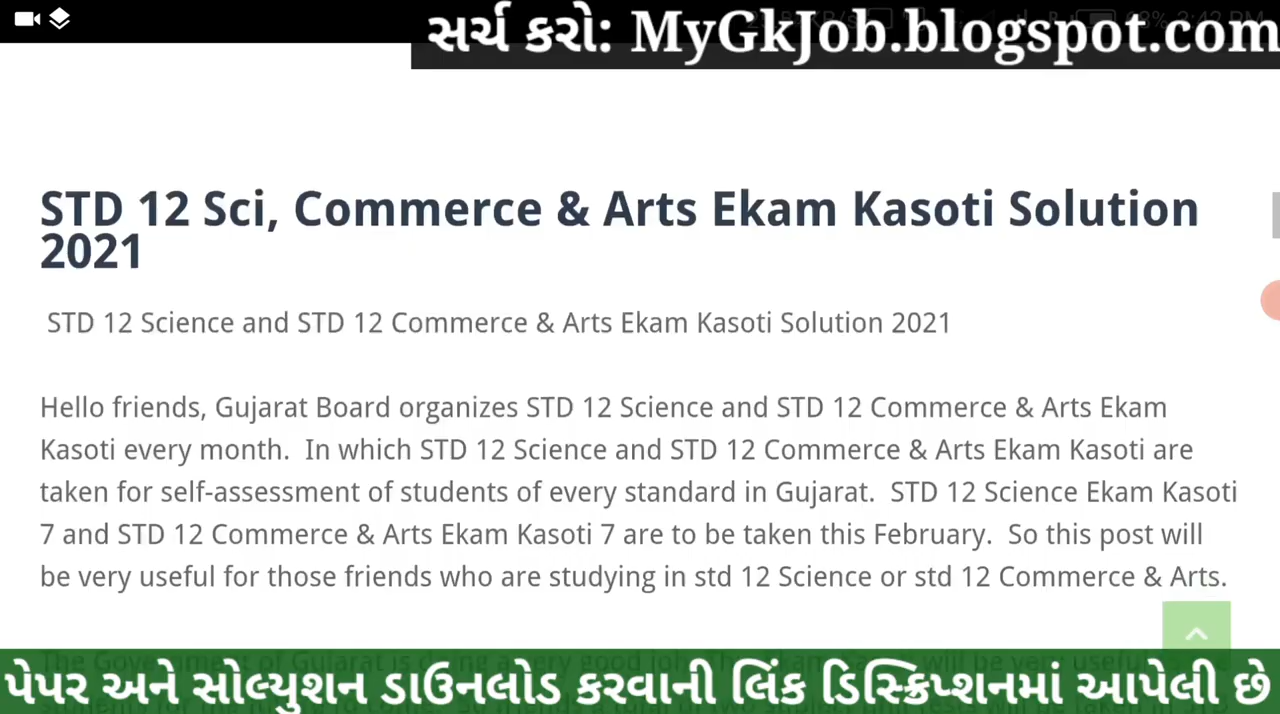 સર્ચ કરો: MyGkJob.blogspot.com
STD 12 Sci, Commerce & Arts Ekam Kasoti Solution
2021
STD 12 Science and STD 12 Commerce & Arts Ekam Kasoti Solution 2021
Hello friends, Gujarat Board organizes STD 12 Science and STD 12 Commerce & Arts Ekam
Kasoti every month. In which STD 12 Science and STD 12 Commerce & Arts Ekam Kasoti are
taken for self-assessment of students of every standard in Gujarat. STD 12 Science Ekam Kasoti
7 and STD 12 Commerce & Arts Ekam Kasoti 7 are to be taken this February. So this post will
be very useful for those friends who are studying in std 12 Science or std 12 Commerce & Arts.
પેપર અને સોલ્યુશન ડાઉનલોડ કરવાની લિંક ડિસ્ક્રિપ્શનમાં આપેલી છે